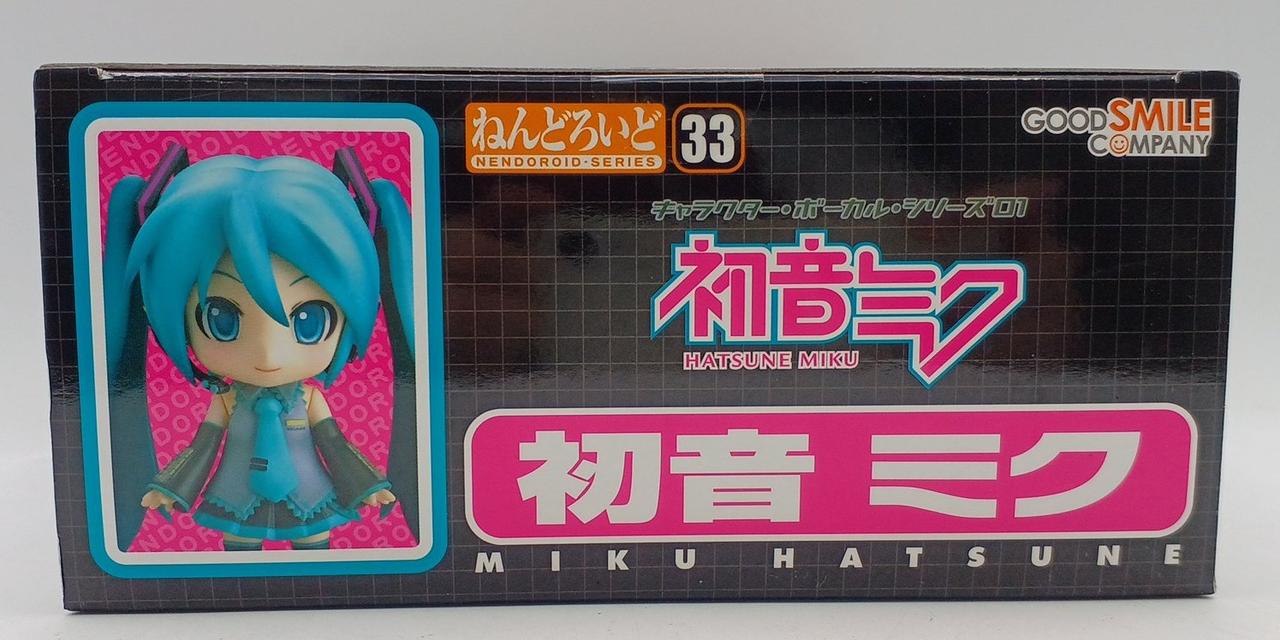 ねんどろいど
NENDOROID·SERIES
33
GOODSMILE
COMPANY
キャラクター・ボーカル・シリーズ01
初音ミク
HATSUNE MIKU
初音 ミク
MIKU HATSUNE